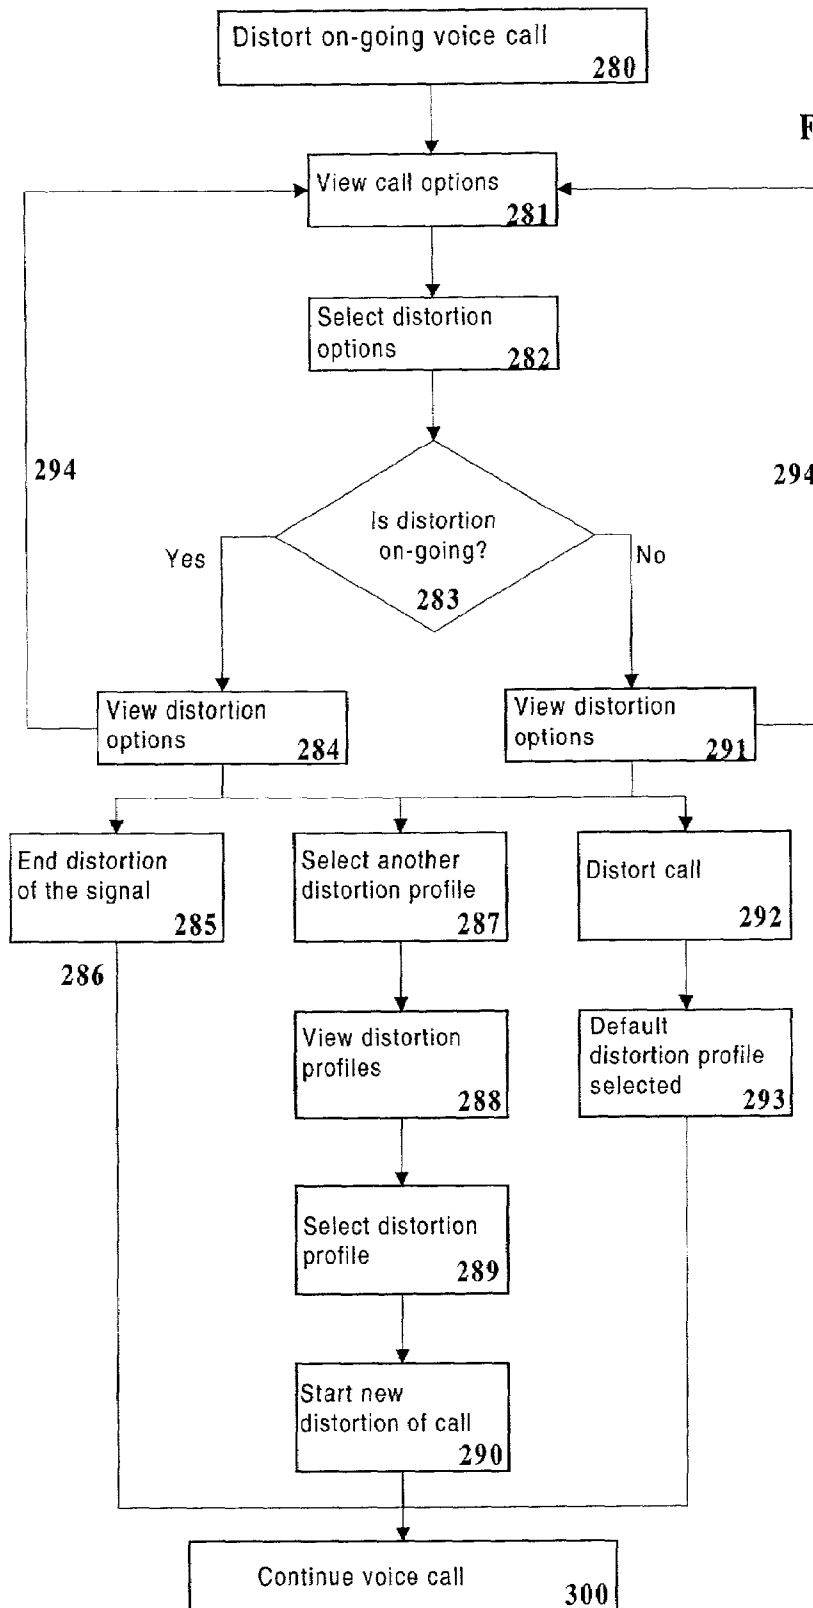 Distort on-going voice call
280
F
View call options
281
Select distortion
options
282
294
294
Is distortion
on-going?
283
Yes
No
View distortion
options
284
View distortion
options
291
End distortion
of the signal
285
Select another
distortion profile
287
Distort call
292
286
View distortion
profiles
288
Default
distortion profile
selected
293
Select distortion
profile
289
Start new
distortion of call
290
Continue voice call
300